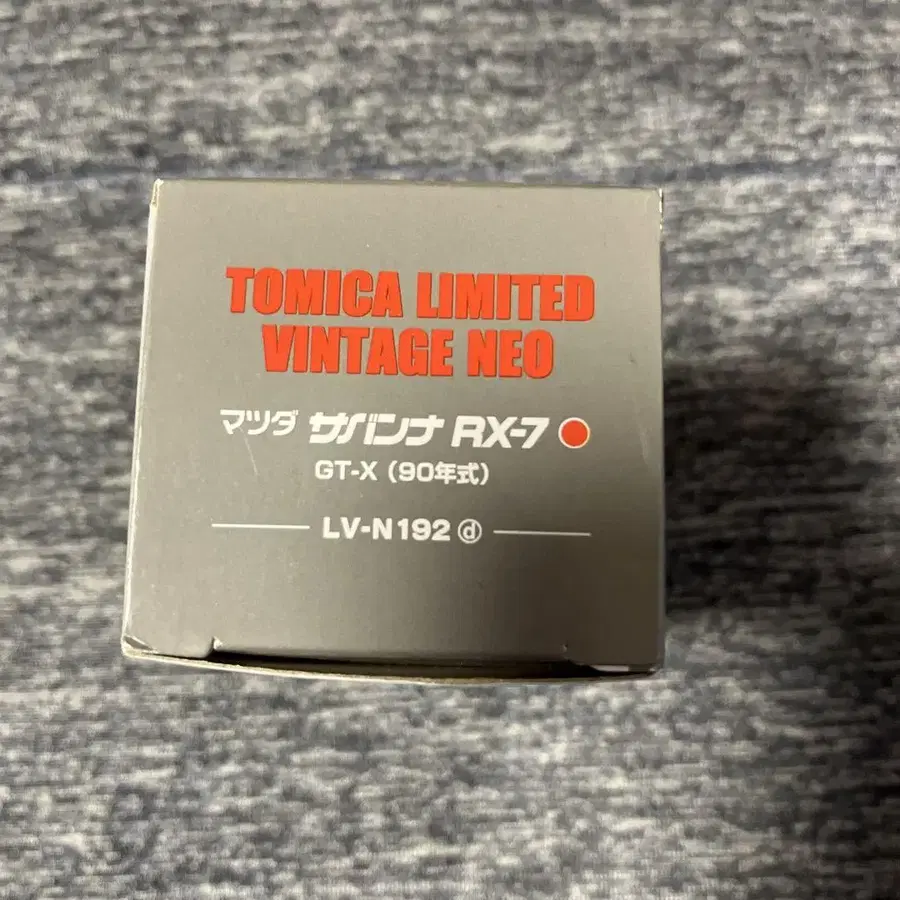 TOMICA LIMITED
VINTAGE NEO
マツダ サバンナ RX-7
GT-X (90年式)
LV-N192 ⓓ